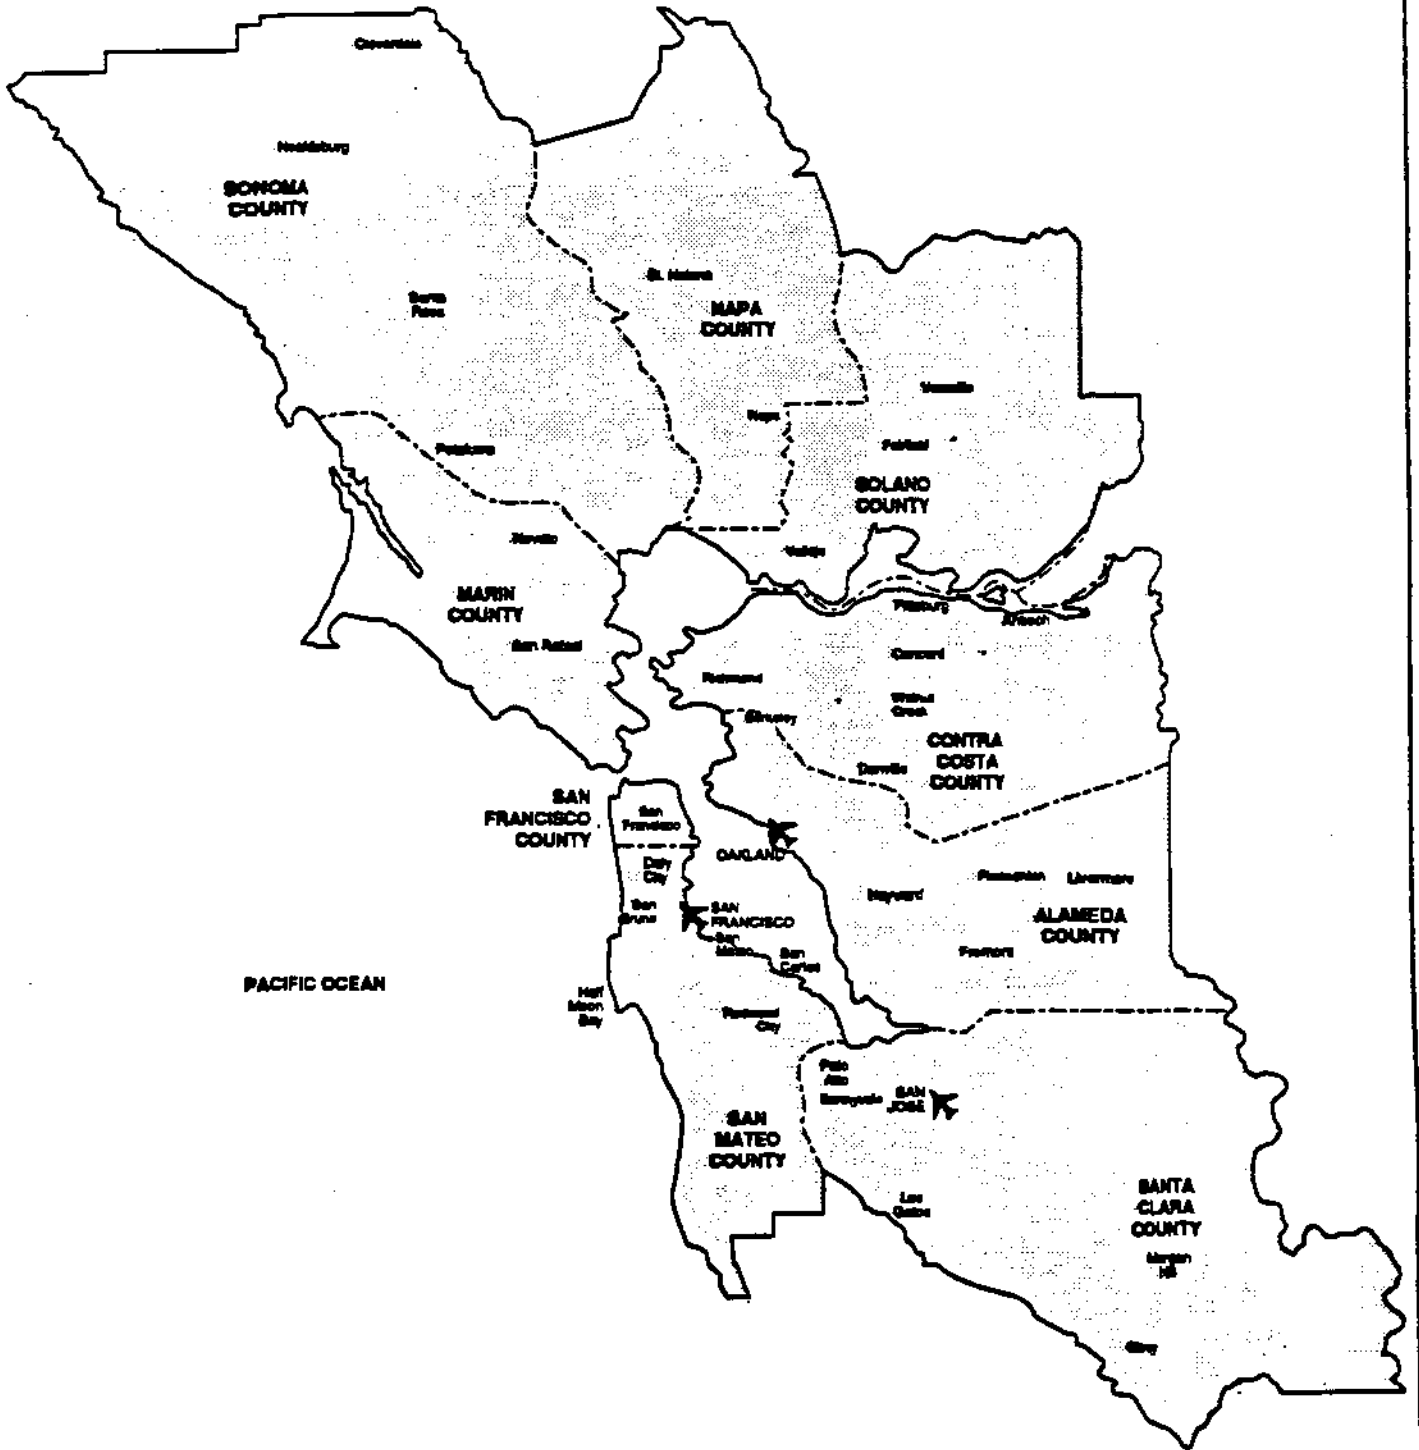 Cloverdale
Healdsburg
SONOMA
COUNTY
St. Helena
Santa
Rosa
NAPA
COUNTY
Vacaville
Napa
Petaluma
Fairfield
SOLANO
COUNTY
Novato
Vallejo
MARIN
COUNTY
Pittsburg
Antioch
San Rafael
Concord
Richmond
Walnut
Creek
CONTRA
COSTA
COUNTY
Danville
SAN
FRANCISCO
COUNTY
San
Francisco
OAKLAND
Daly
City
Pleasanton
Livermore
Hayward
San
Bruno
SAN
FRANCISCO
ALAMEDA
COUNTY
San
Mateo
San
Carlos
Fremont
PACIFIC OCEAN
Half
Moon
Bay
Redwood
City
Palo
Alto
Sunnyvale
SAN
JOSE
SAN
MATEO
COUNTY
Los
Gatos
SANTA
CLARA
COUNTY
Morgan
Hill
Gilroy